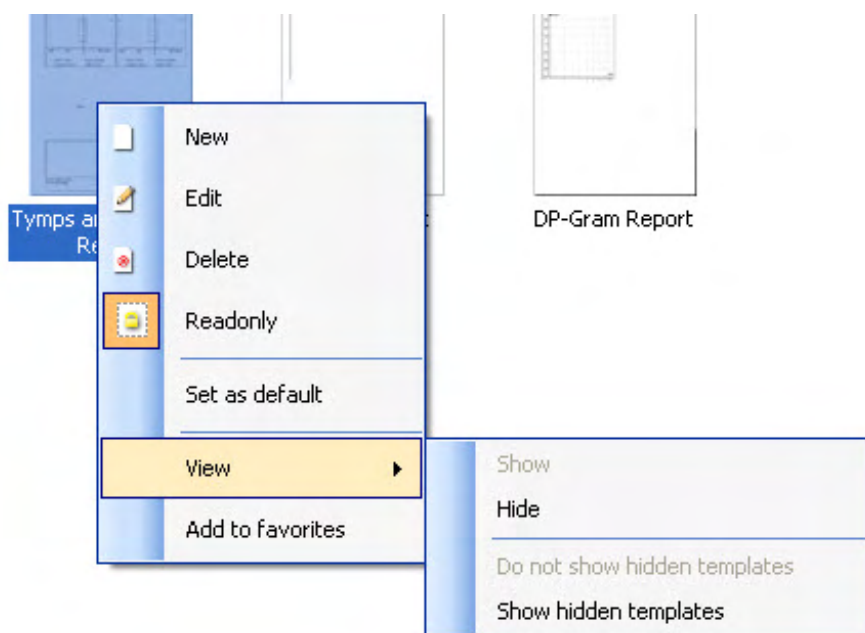 New
Edit
Tymps a
DP-Gram Report
Re
Delete
Readonly
Set as default
View
Show
Hide
Add to favorites
Do not show hidden templates
Show hidden templates